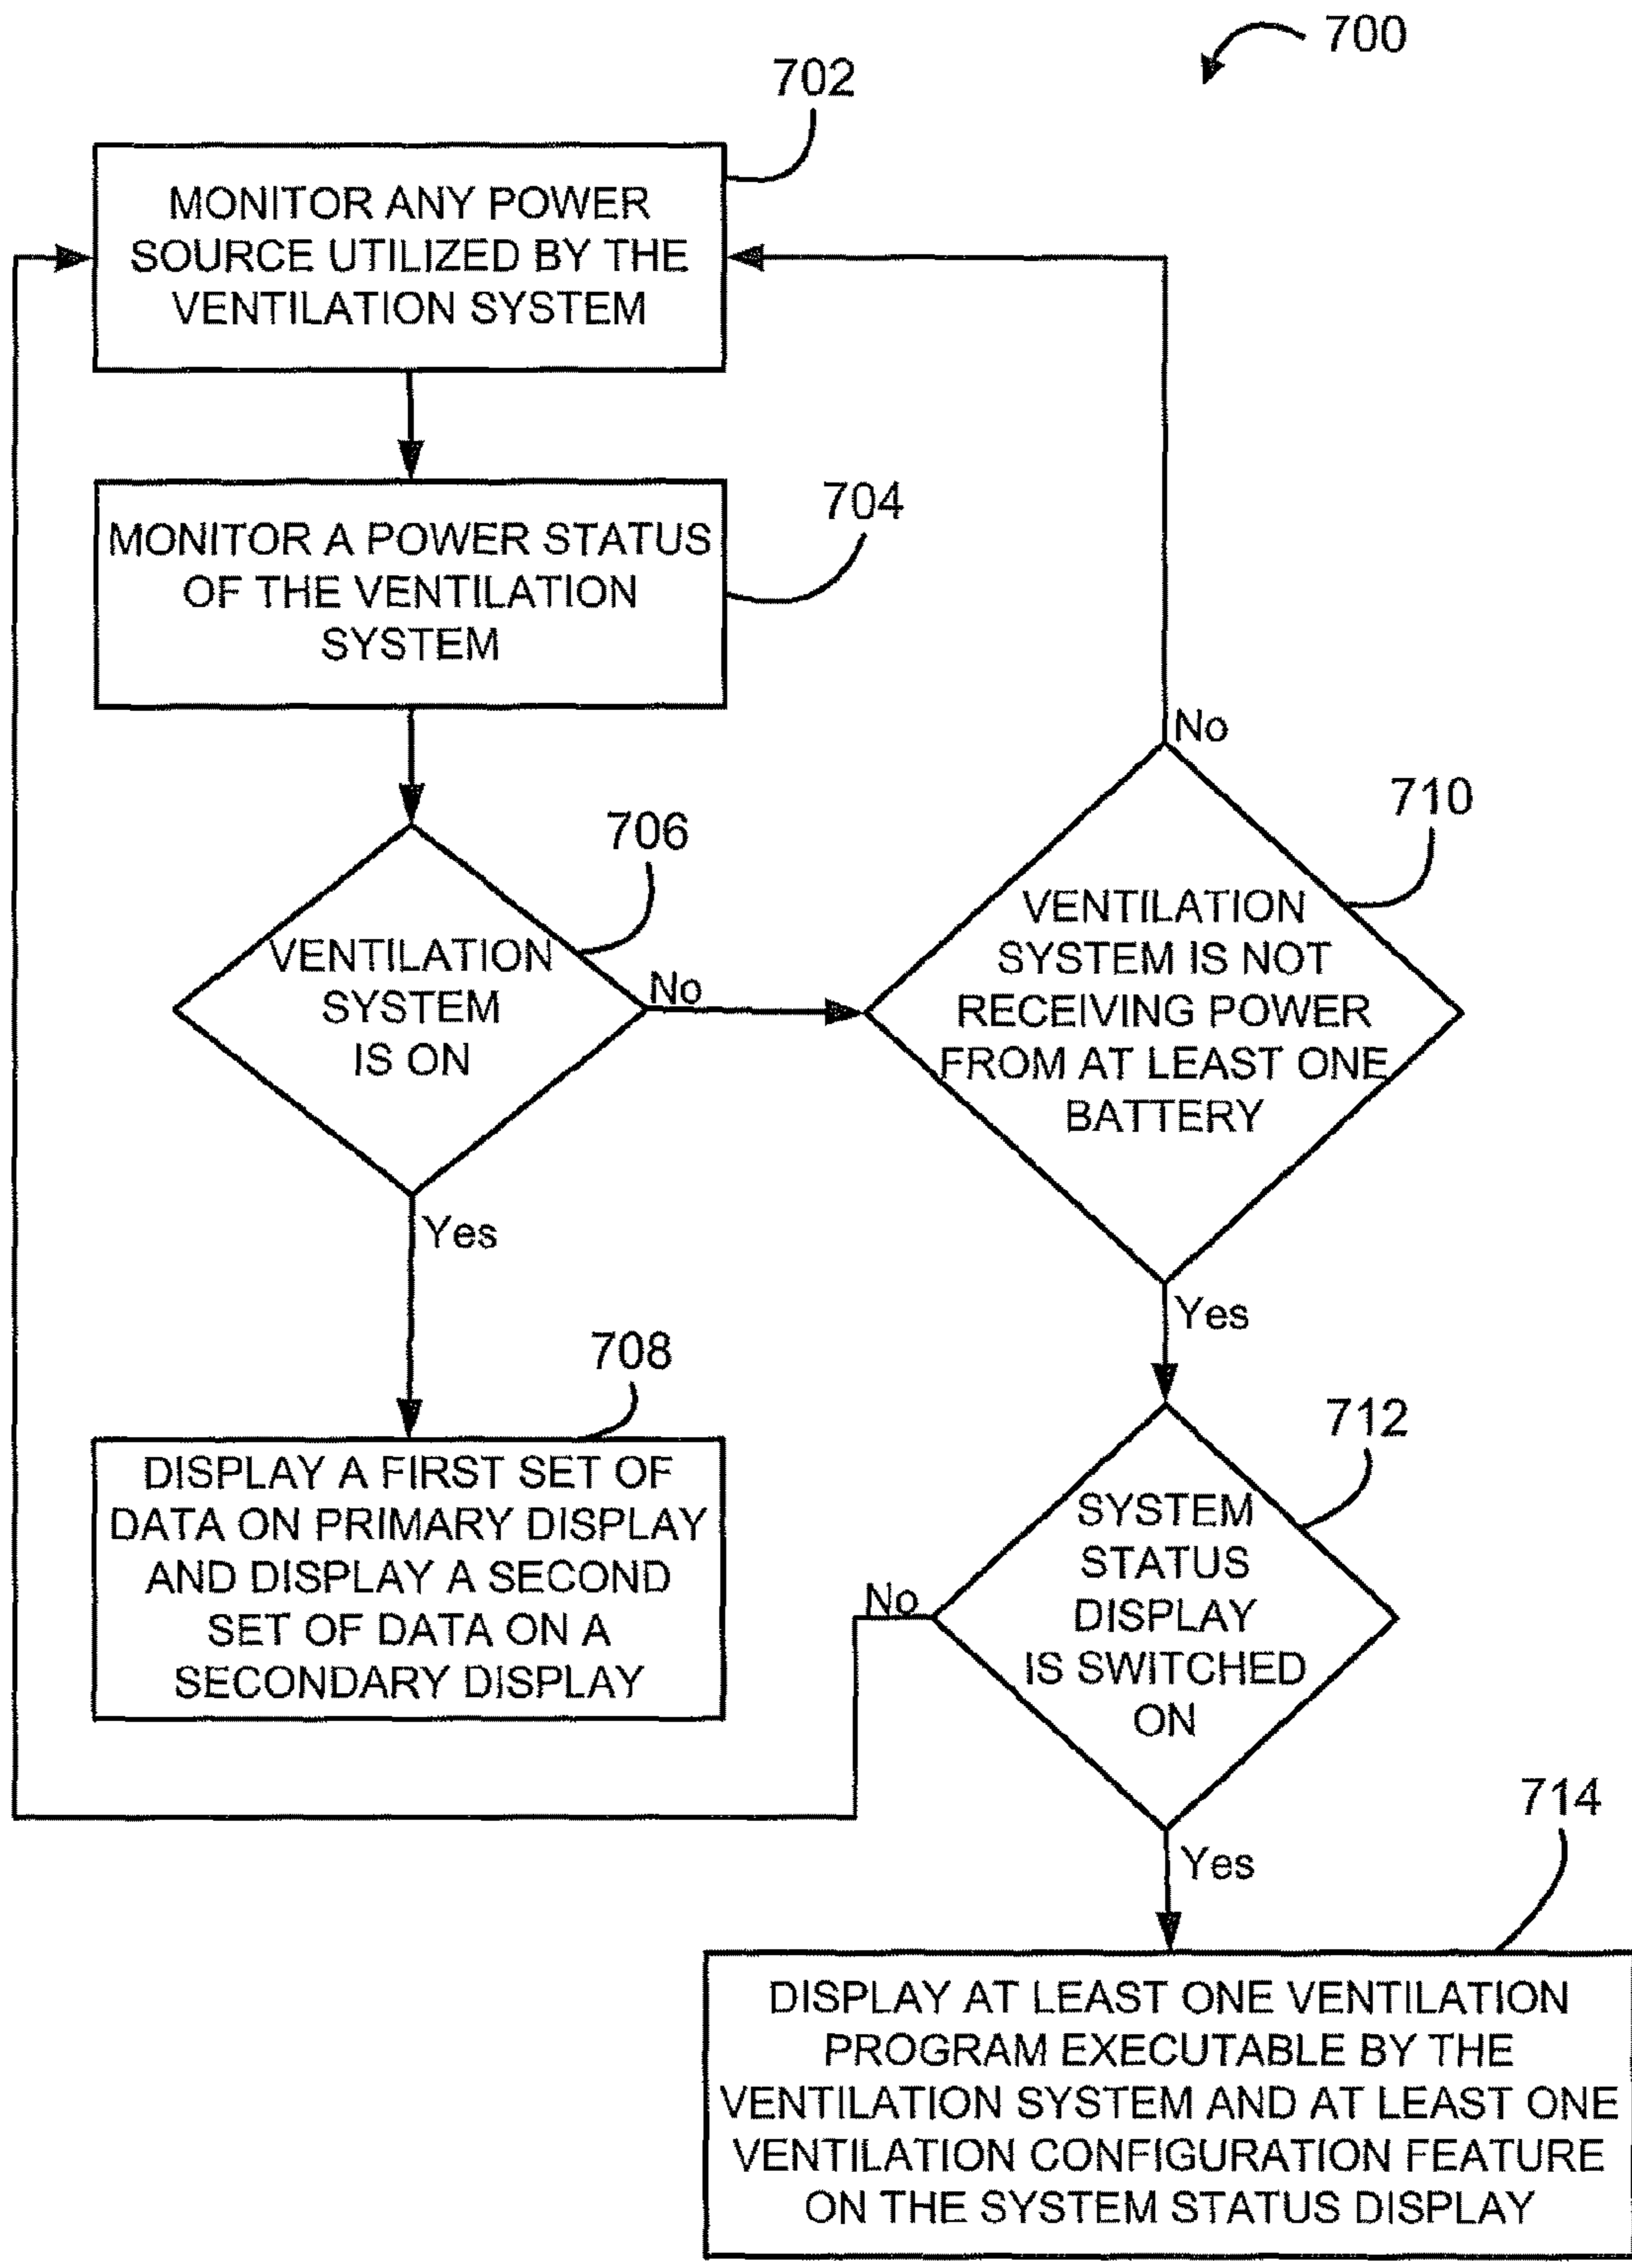 700
702
MONITOR ANY POWER
SOURCE UTILIZED BY THE
VENTILATION SYSTEM
704
MONITOR A POWER STATUS
OF THE VENTILATION
SYSTEM
706
VENTILATION
SYSTEM
IS ON
No
Yes
708
DISPLAY A FIRST SET OF
DATA ON PRIMARY DISPLAY
AND DISPLAY A SECOND
SET OF DATA ON A
SECONDARY DISPLAY
No
710
VENTILATION
SYSTEM IS NOT
RECEIVING POWER
FROM AT LEAST ONE
BATTERY
Yes
712
SYSTEM
STATUS
DISPLAY
IS SWITCHED
ON
No
Yes
714
DISPLAY AT LEAST ONE VENTILATION
PROGRAM EXECUTABLE BY THE
VENTILATION SYSTEM AND AT LEAST ONE
VENTILATION CONFIGURATION FEATURE
ON THE SYSTEM STATUS DISPLAY